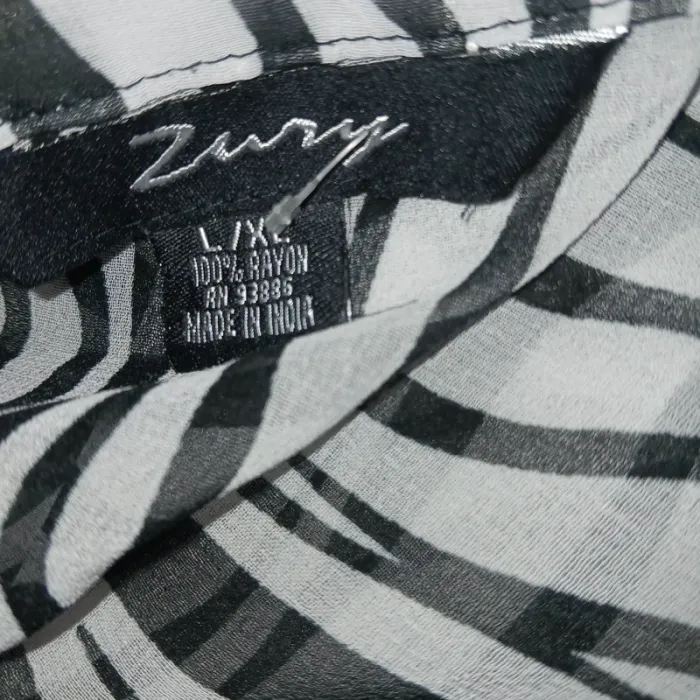 Zury
L/XL
100% RAYON
RN 93886
MADE IN INDIA